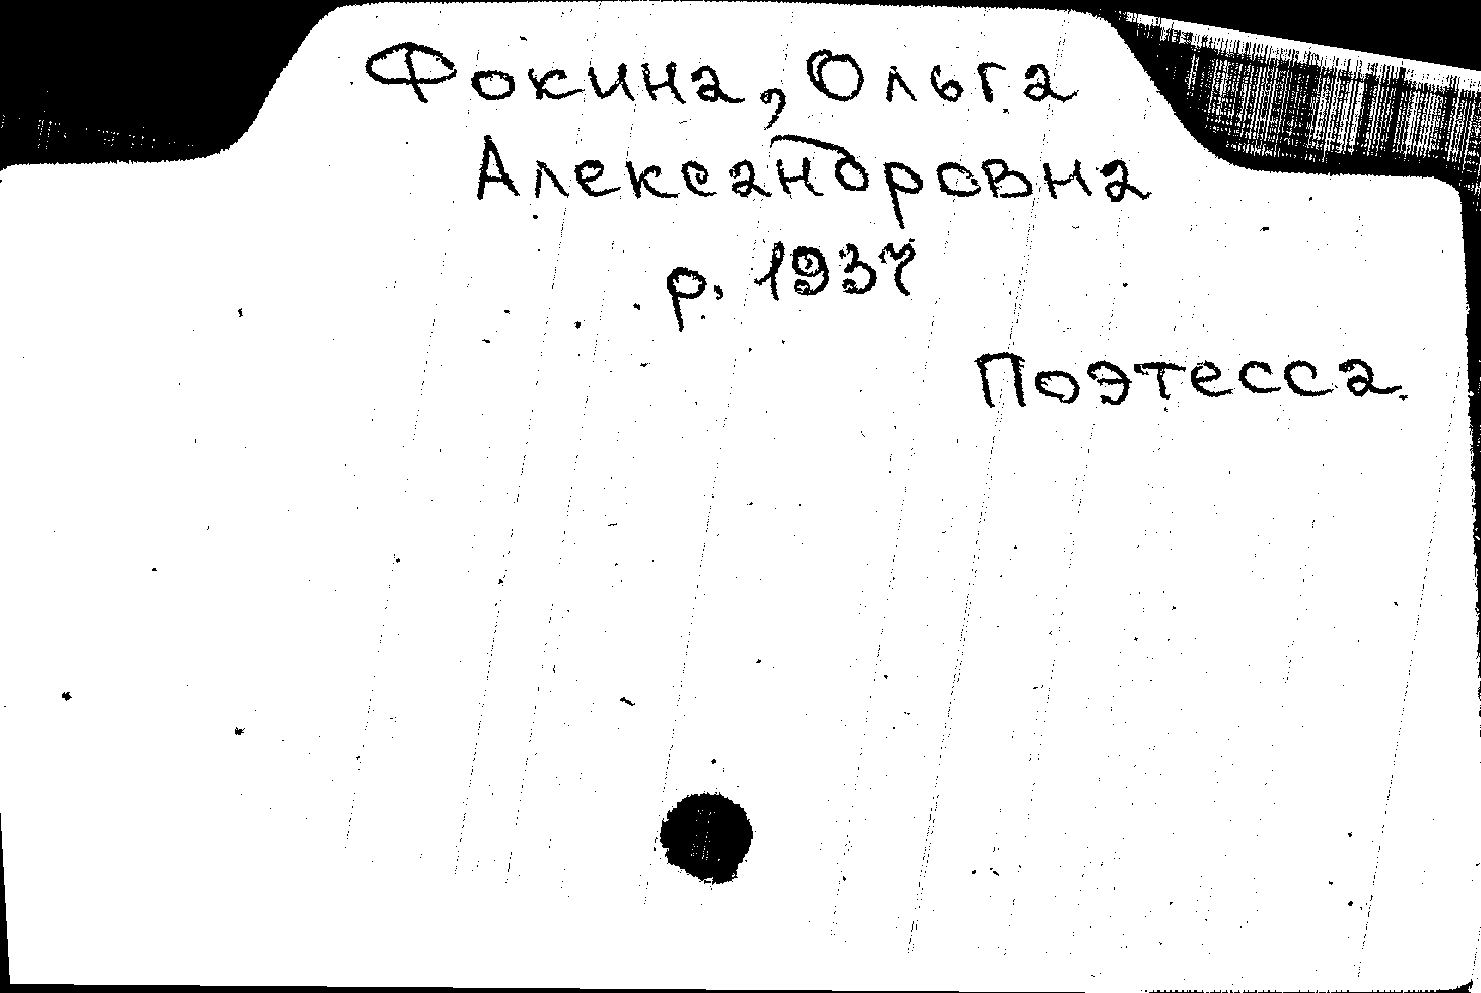 Фокина, Ольга
Александровна
р. 1937
Поэтесса.